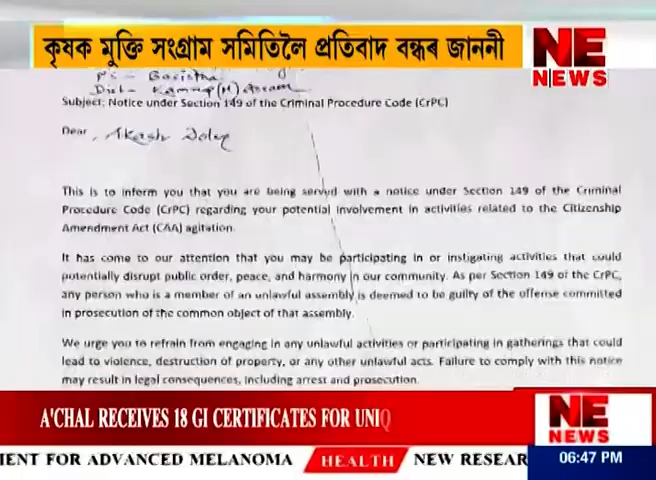 কৃষক মুক্তি সংগ্ৰাম সমিতিলৈ প্ৰতিবাদ বন্ধৰ জাননী
NE
NEWS
PS - Basistha
Dist - Kamrup (M) Assam
Subject: Notice under Section 149 of the Criminal Procedure Code (CrPC)
Dear, Akash Doley
This is to inform you that you are being served with a notice under Section 149 of the Criminal
Procedure Code (CrPC) regarding your potential involvement in activities related to the Citizenship
Amendment Act (CAA) agitation.
It has come to our attention that you may be participating in or instigating activities that could
potentially disrupt public order, peace, and harmony in our community. As per Section 149 of the CrPC,
any person who is a member of an unlawful assembly is deemed to be guilty of the offense committed
in prosecution of the common object of that assembly.
We urge you to refrain from engaging in any unlawful activities or participating in gatherings that could
lead to violence, destruction of property, or any other unlawful acts. Failure to comply with this notice
may result in legal consequences, including arrest and prosecution.
A'CHAL RECEIVES 18 GI CERTIFICATES FOR UNIQ
NE
NEWS
ENT FOR ADVANCED MELANOMA HEALTH NEW RESEAR
06:47 PM